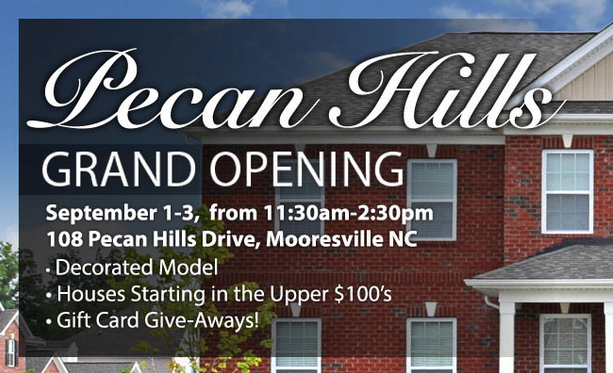 Pecan Hills
GRAND OPENING
September 1-3, from 11:30am-2:30pm
108 Pecan Hills Drive, Mooresville NC
• Decorated Model
• Houses Starting in the Upper $100's
• Gift Card Give-Aways!